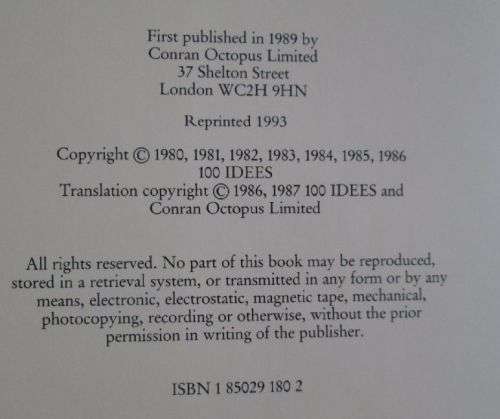 First published in 1989 by
Conran Octopus Limited
37 Shelton Street
London WC2H 9HN
Reprinted 1993
Copyright © 1980, 1981, 1982, 1983, 1984, 1985, 1986
100 IDEES
Translation copyright © 1986, 1987 100 IDEES and
Conran Octopus Limited
All rights reserved. No part of this book may be reproduced,
stored in a retrieval system, or transmitted in any form or by any
means, electronic, electrostatic, magnetic tape, mechanical,
photocopying, recording or otherwise, without the prior
permission in writing of the publisher.
ISBN 1 85029 180 2